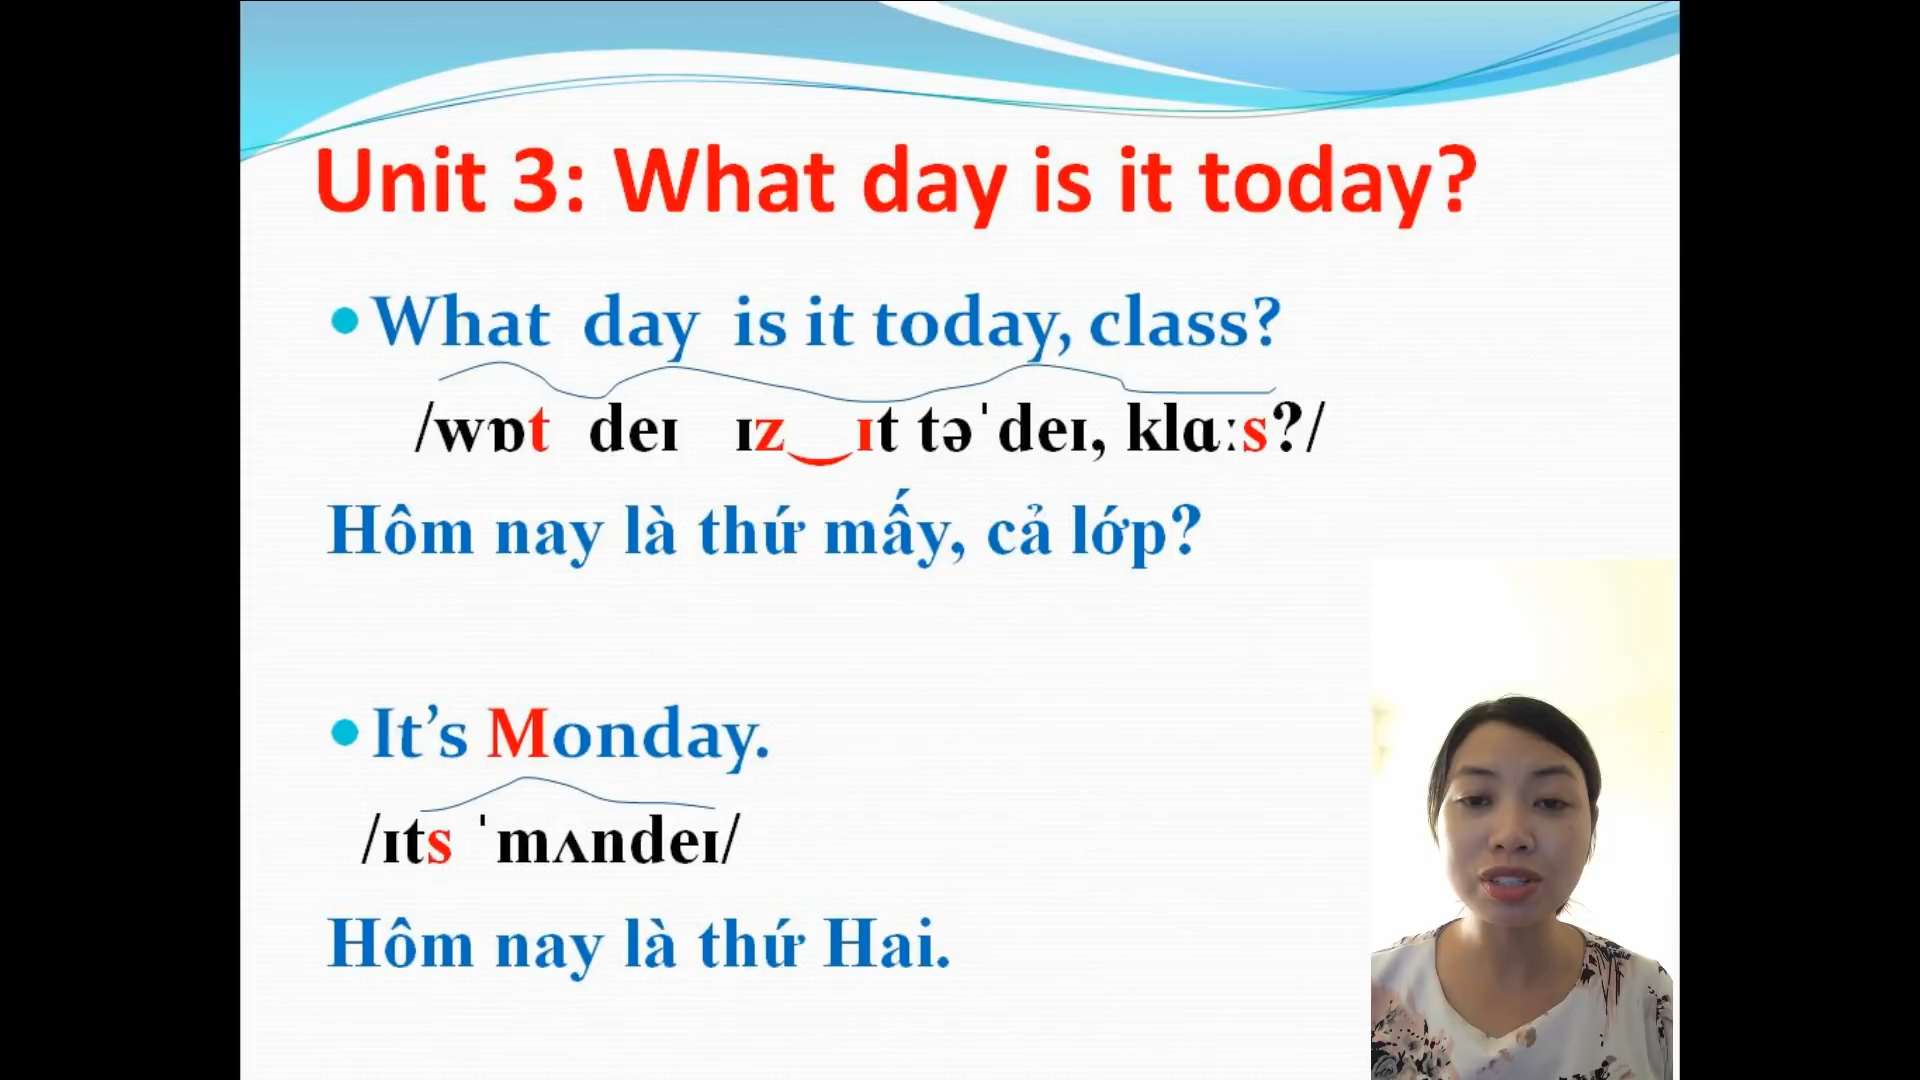 Unit 3: What day is it today?
What day is it today, class?
/wɒt deɪ ɪz‿ɪt təˈdeɪ, klɑːs?/
Hôm nay là thứ mấy, cả lớp?
It’s Monday.
/ɪts ˈmʌndeɪ/
Hôm nay là thứ Hai.